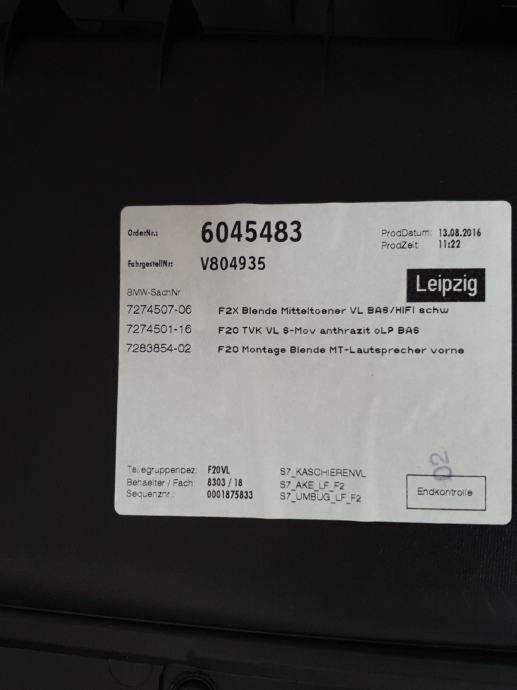 OrderNr.: 6045483 ProdDatum: 13.08.2016
ProdZeit: 11:22
FahrgestellNr: V804935
Leipzig
BMW-SachNr
7274507-06 F2X Blende Mitteltoener VL BAS/HIFI schw
7274501-16 F20 TVK VL S-Mov anthrazit oLP BAS
7283854-02 F20 Montage Blende MT-Lautsprecher vorne
Teilegruppenbez: F20VL S7_KASCHIERENVL
Behaelter / Fach: 8303 / 18 S7_AKE_LF_F2
Sequenznr.: 0001875833 S7_UMBUG_LF_F2
02
Endkontrolle